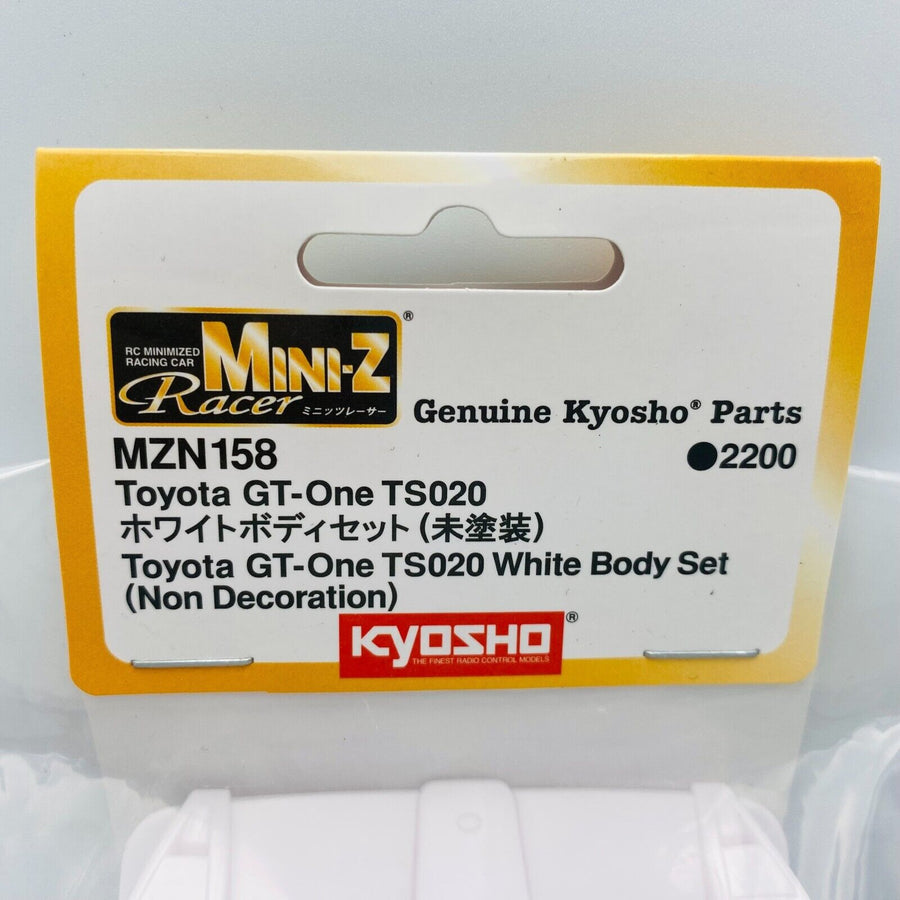 RC MINIMIZED
RACING CAR
MINI-Z®
Racer ミニッツレーサー
Genuine Kyosho® Parts
MZN158
●2200
Toyota GT-One TS020
ホワイトボディセット(未塗装)
Toyota GT-One TS020 White Body Set
(Non Decoration)
KYOSHO®
THE FINEST RADIO CONTROL MODELS